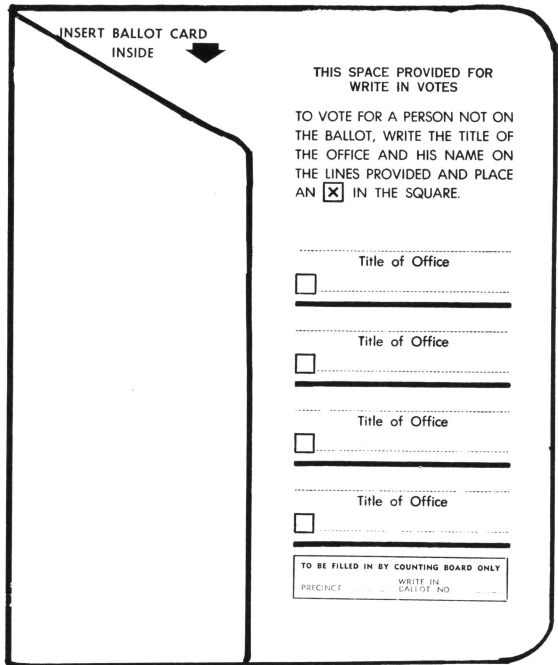 INSERT BALLOT CARD
INSIDE
THIS SPACE PROVIDED FOR
WRITE IN VOTES
TO VOTE FOR A PERSON NOT ON
THE BALLOT, WRITE THE TITLE OF
THE OFFICE AND HIS NAME ON
THE LINES PROVIDED AND PLACE
AN X IN THE SQUARE.
Title of Office
Title of Office
Title of Office
Title of Office
TO BE FILLED IN BY COUNTING BOARD ONLY
WRITE IN
PRECINCT BALLOT NO.